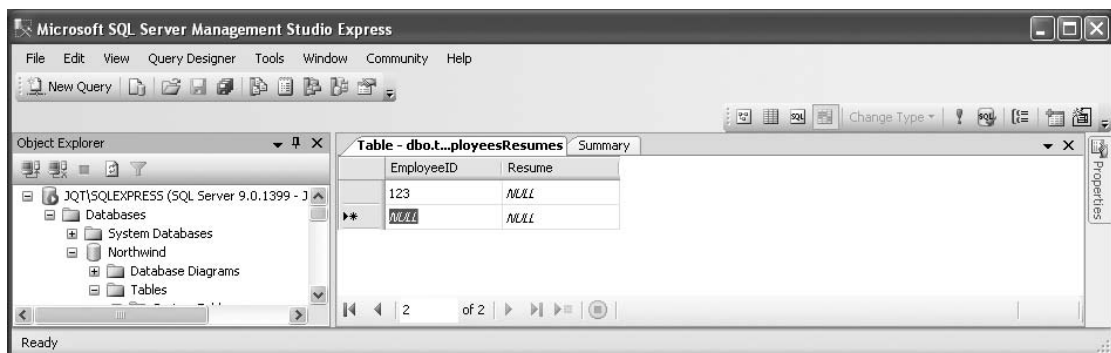 Microsoft SQL Server Management Studio Express
File Edit View Query Designer Tools Window Community Help
New Query
SQL Change Type SQL
Object Explorer
Table - dbo.t...ployeesResumes Summary
Properties
EmployeeID Resume
JQT\SQLEXPRESS (SQL Server 9.0.1399 - J
123 NULL
Databases
NULL NULL
System Databases
Northwind
Database Diagrams
Tables
2 of 2
Ready